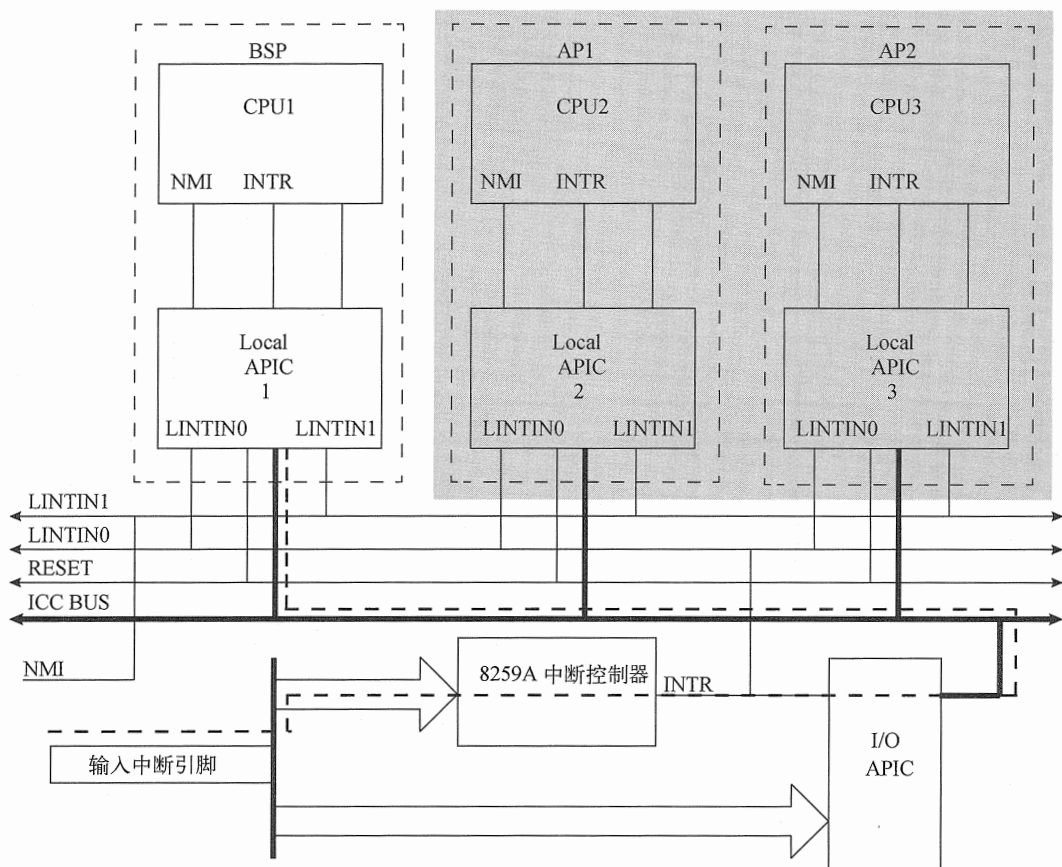 BSP
AP1
AP2
CPU1
CPU2
CPU3
NMI INTR
NMI INTR
NMI INTR
Local
APIC
1
Local
APIC
2
Local
APIC
3
LINTIN0 LINTIN1
LINTIN0 LINTIN1
LINTIN0 LINTIN1
LINTIN1
LINTIN0
RESET
ICC BUS
NMI
8259A 中断控制器
INTR
输入中断引脚
I/O
APIC